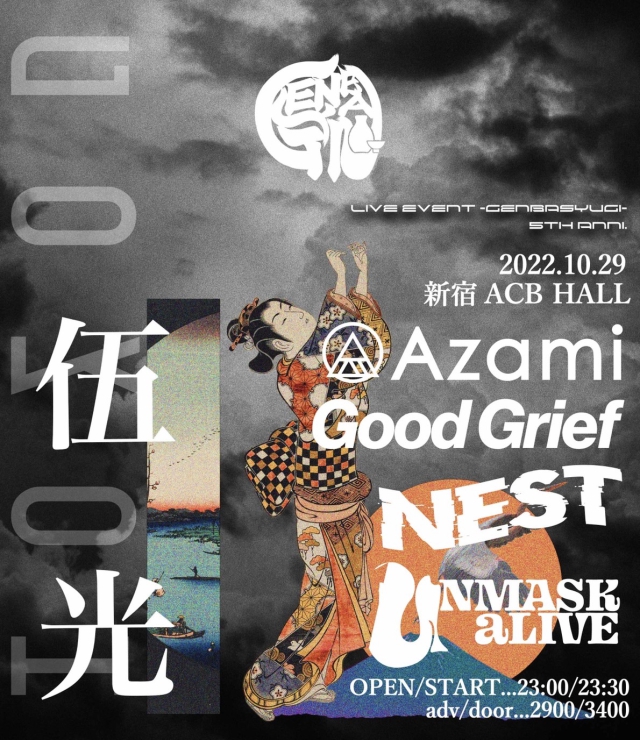 GENBA
LIVE EVENT -GENBASYUGI-
5TH ANNI.
2022.10.29
新宿 ACB HALL
伍光
Azami
Good Grief
NEST
UNMASK
aLIVE
OPEN/START...23:00/23:30
adv/door...2900/3400